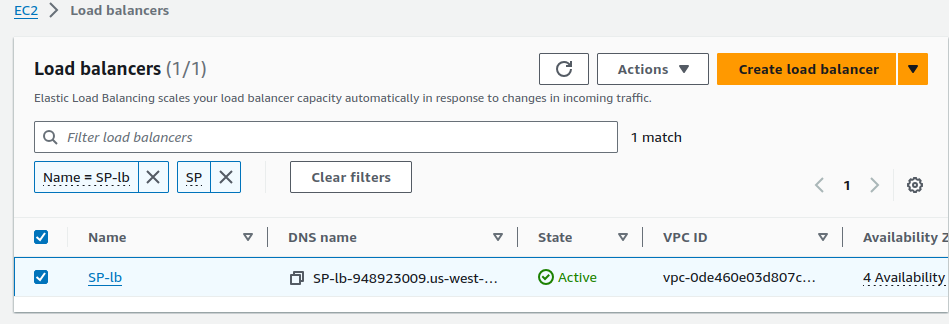 EC2 > Load balancers
Load balancers (1/1)
Actions
Create load balancer
Elastic Load Balancing scales your load balancer capacity automatically in response to changes in incoming traffic.
Filter load balancers
1 match
Name = SP-lb
SP
Clear filters
1
Name
DNS name
State
VPC ID
Availability Z
SP-lb
SP-lb-948923009.us-west-...
Active
vpc-0de460e03d807c...
4 Availability